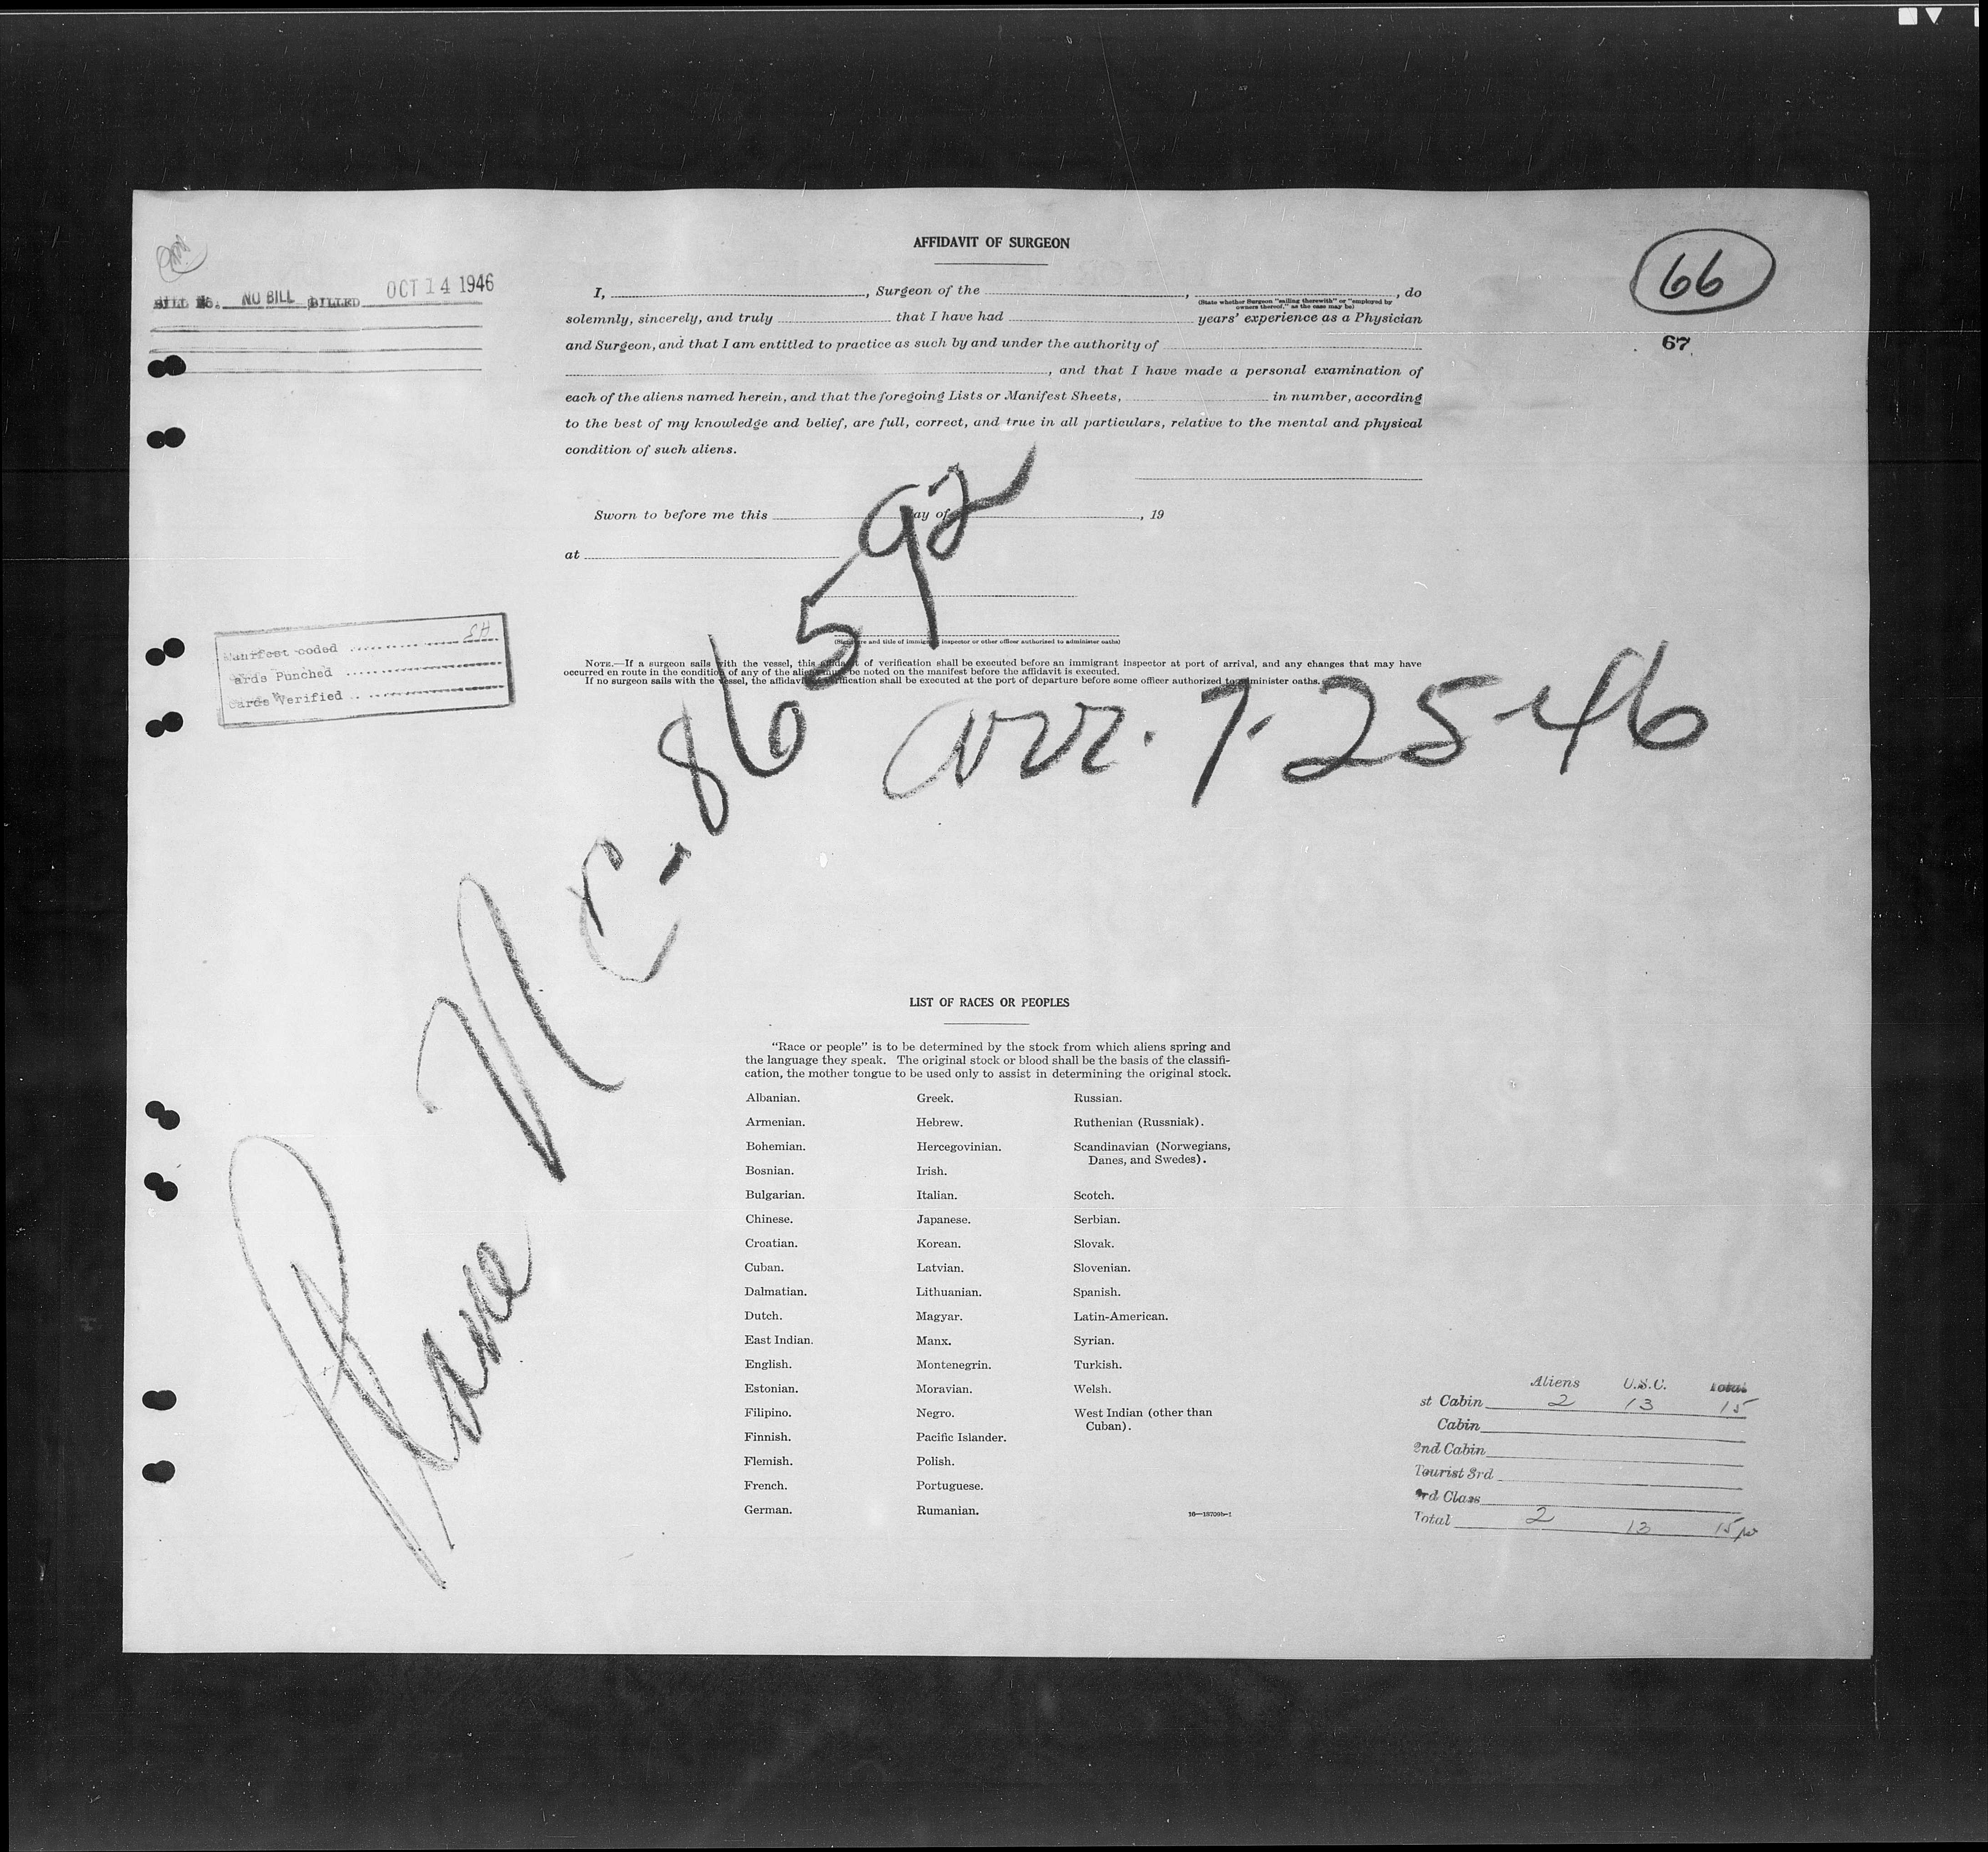 AFFIDAVIT OF SURGEON
66
67
BILL No. NO BILL BILLED OCT 14 1946
I, , Surgeon of the , , do
(State whether Surgeon "sailing therewith" or "employed by
owners thereof," as the case may be)
solemnly, sincerely, and truly that I have had years' experience as a Physician
and Surgeon, and that I am entitled to practice as such by and under the authority of
, and that I have made a personal examination of
each of the aliens named herein, and that the foregoing Lists or Manifest Sheets, in number, according
to the best of my knowledge and belief, are full, correct, and true in all particulars, relative to the mental and physical
condition of such aliens.
Sworn to before me this day of , 19
at
(Signature and title of immigrant inspector or other officer authorized to administer oaths)
NOTE.—If a surgeon sails with the vessel, this affidavit of verification shall be executed before an immigrant inspector at port of arrival, and any changes that may have
occurred en route in the condition of any of the aliens must be noted on the manifest before the affidavit is executed.
If no surgeon sails with the vessel, the affidavit of verification shall be executed at the port of departure before some officer authorized to administer oaths.
Manifest coded
ards Punched
Cards Verified
Plane NC-86592
arr. 7-25-46
LIST OF RACES OR PEOPLES
"Race or people" is to be determined by the stock from which aliens spring and
the language they speak. The original stock or blood shall be the basis of the classifi-
cation, the mother tongue to be used only to assist in determining the original stock.
Albanian.
Armenian.
Bohemian.
Bosnian.
Bulgarian.
Chinese.
Croatian.
Cuban.
Dalmatian.
Dutch.
East Indian.
English.
Estonian.
Filipino.
Finnish.
Flemish.
French.
German.
Greek.
Hebrew.
Hercegovinian.
Irish.
Italian.
Japanese.
Korean.
Latvian.
Lithuanian.
Magyar.
Manx.
Montenegrin.
Moravian.
Negro.
Pacific Islander.
Polish.
Portuguese.
Rumanian.
Russian.
Ruthenian (Russniak).
Scandinavian (Norwegians,
Danes, and Swedes).
Scotch.
Serbian.
Slovak.
Slovenian.
Spanish.
Latin-American.
Syrian.
Turkish.
Welsh.
West Indian (other than
Cuban).
16—13709b-1
Aliens U.S.C. Total
st Cabin 2 13 15
Cabin
2nd Cabin
Tourist 3rd
3rd Class
Total 2 13 15